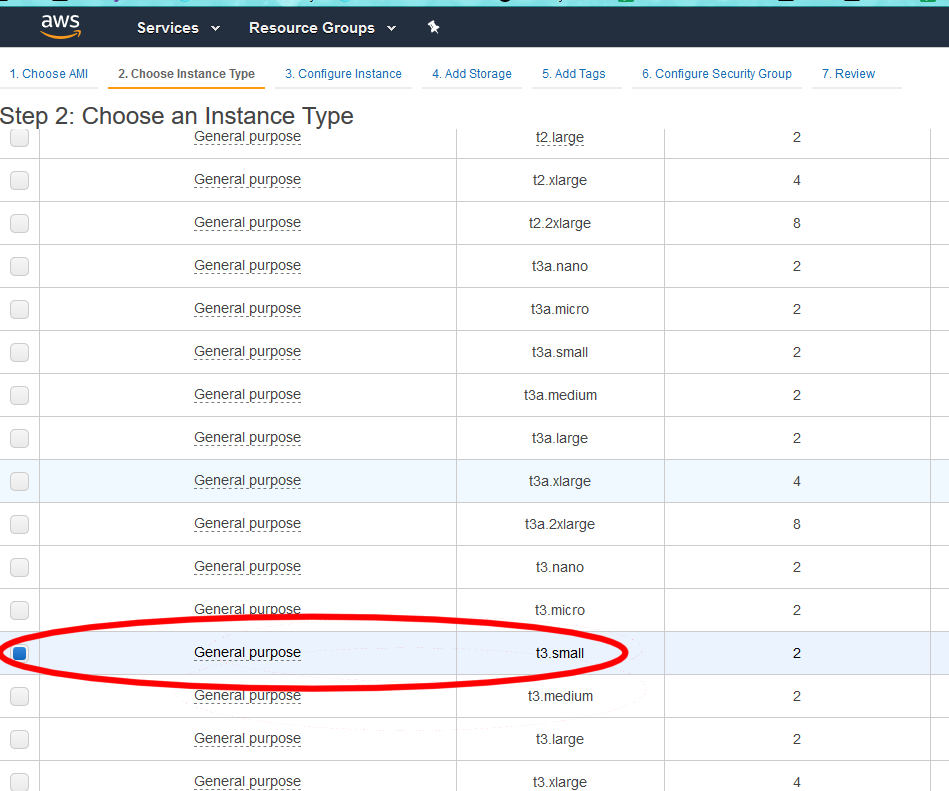 aws Services Resource Groups
1. Choose AMI 2. Choose Instance Type 3. Configure Instance 4. Add Storage 5. Add Tags 6. Configure Security Group 7. Review
Step 2: Choose an Instance Type
General purpose t2.large 2
General purpose t2.xlarge 4
General purpose t2.2xlarge 8
General purpose t3a.nano 2
General purpose t3a.micro 2
General purpose t3a.small 2
General purpose t3a.medium 2
General purpose t3a.large 2
General purpose t3a.xlarge 4
General purpose t3a.2xlarge 8
General purpose t3.nano 2
General purpose t3.micro 2
General purpose t3.small 2
General purpose t3.medium 2
General purpose t3.large 2
General purpose t3.xlarge 4